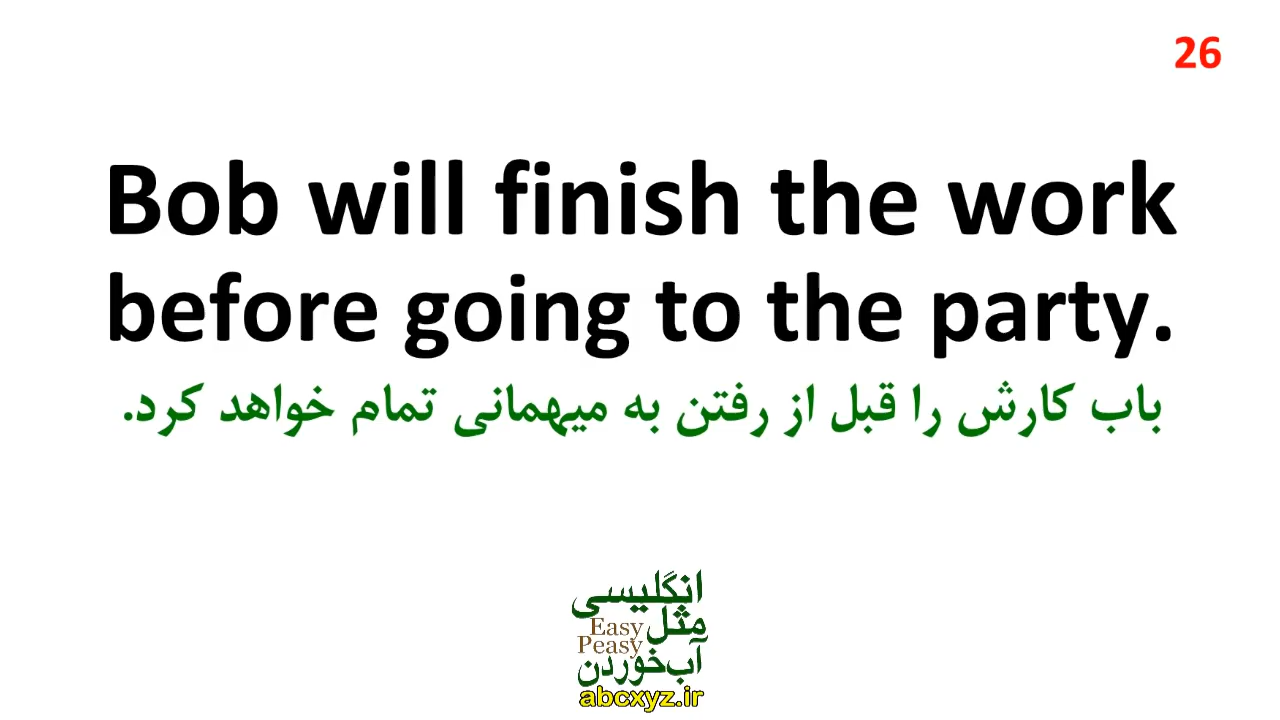 26
Bob will finish the work
before going to the party.
باب کارش را قبل از رفتن به میهمانی تمام خواهد کرد.
انگلیسی
مثل
Easy
Peasy
آب‌خوردن
abcxyz.ir